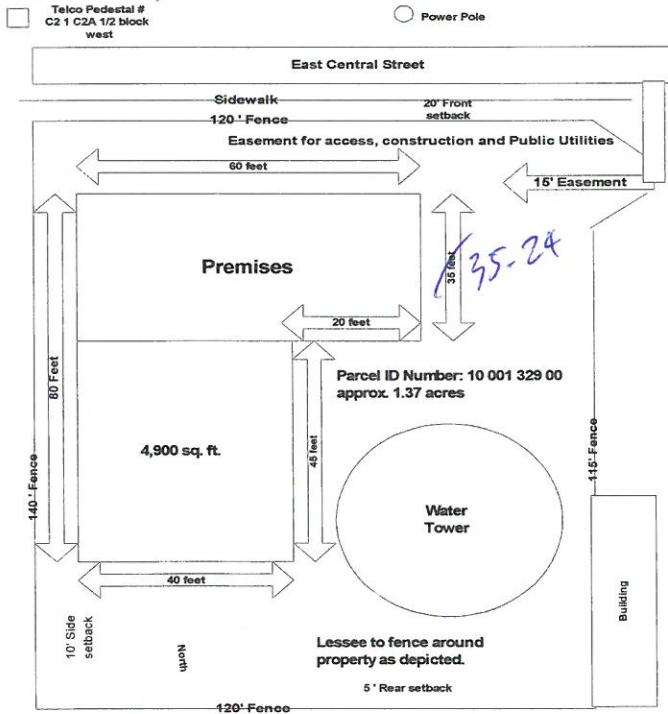 Telco Pedestal #
C2 1 C2A 1/2 block
west
Power Pole
East Central Street
Sidewalk
20' Front
setback
120 ' Fence
Easement for access, construction and Public Utilities
60 feet
15' Easement
Premises
35 feet
35-24
20 feet
80 Feet
Parcel ID Number: 10 001 329 00
approx. 1.37 acres
4,900 sq. ft.
45 feet
140 ' Fence
115' Fence
Water
Tower
40 feet
Building
10' Side
setback
North
Lessee to fence around
property as depicted.
5 ' Rear setback
120' Fence